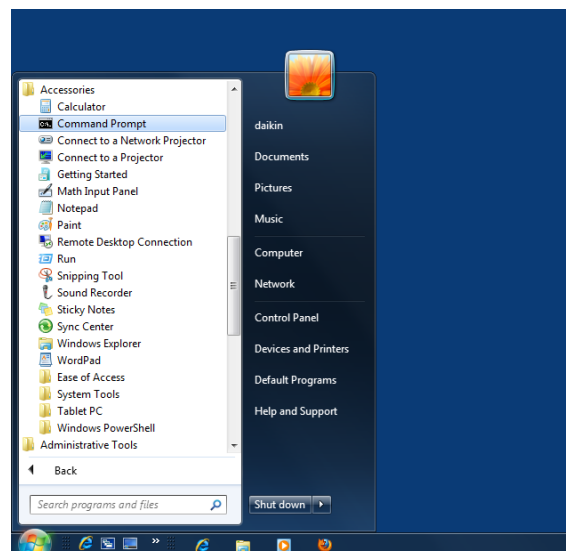 Accessories
Calculator
Command Prompt
Connect to a Network Projector
Connect to a Projector
Getting Started
Math Input Panel
Notepad
Paint
Remote Desktop Connection
Run
Snipping Tool
Sound Recorder
Sticky Notes
Sync Center
Windows Explorer
WordPad
Ease of Access
System Tools
Tablet PC
Windows PowerShell
Administrative Tools
Back
Search programs and files
daikin
Documents
Pictures
Music
Computer
Network
Control Panel
Devices and Printers
Default Programs
Help and Support
Shut down
»